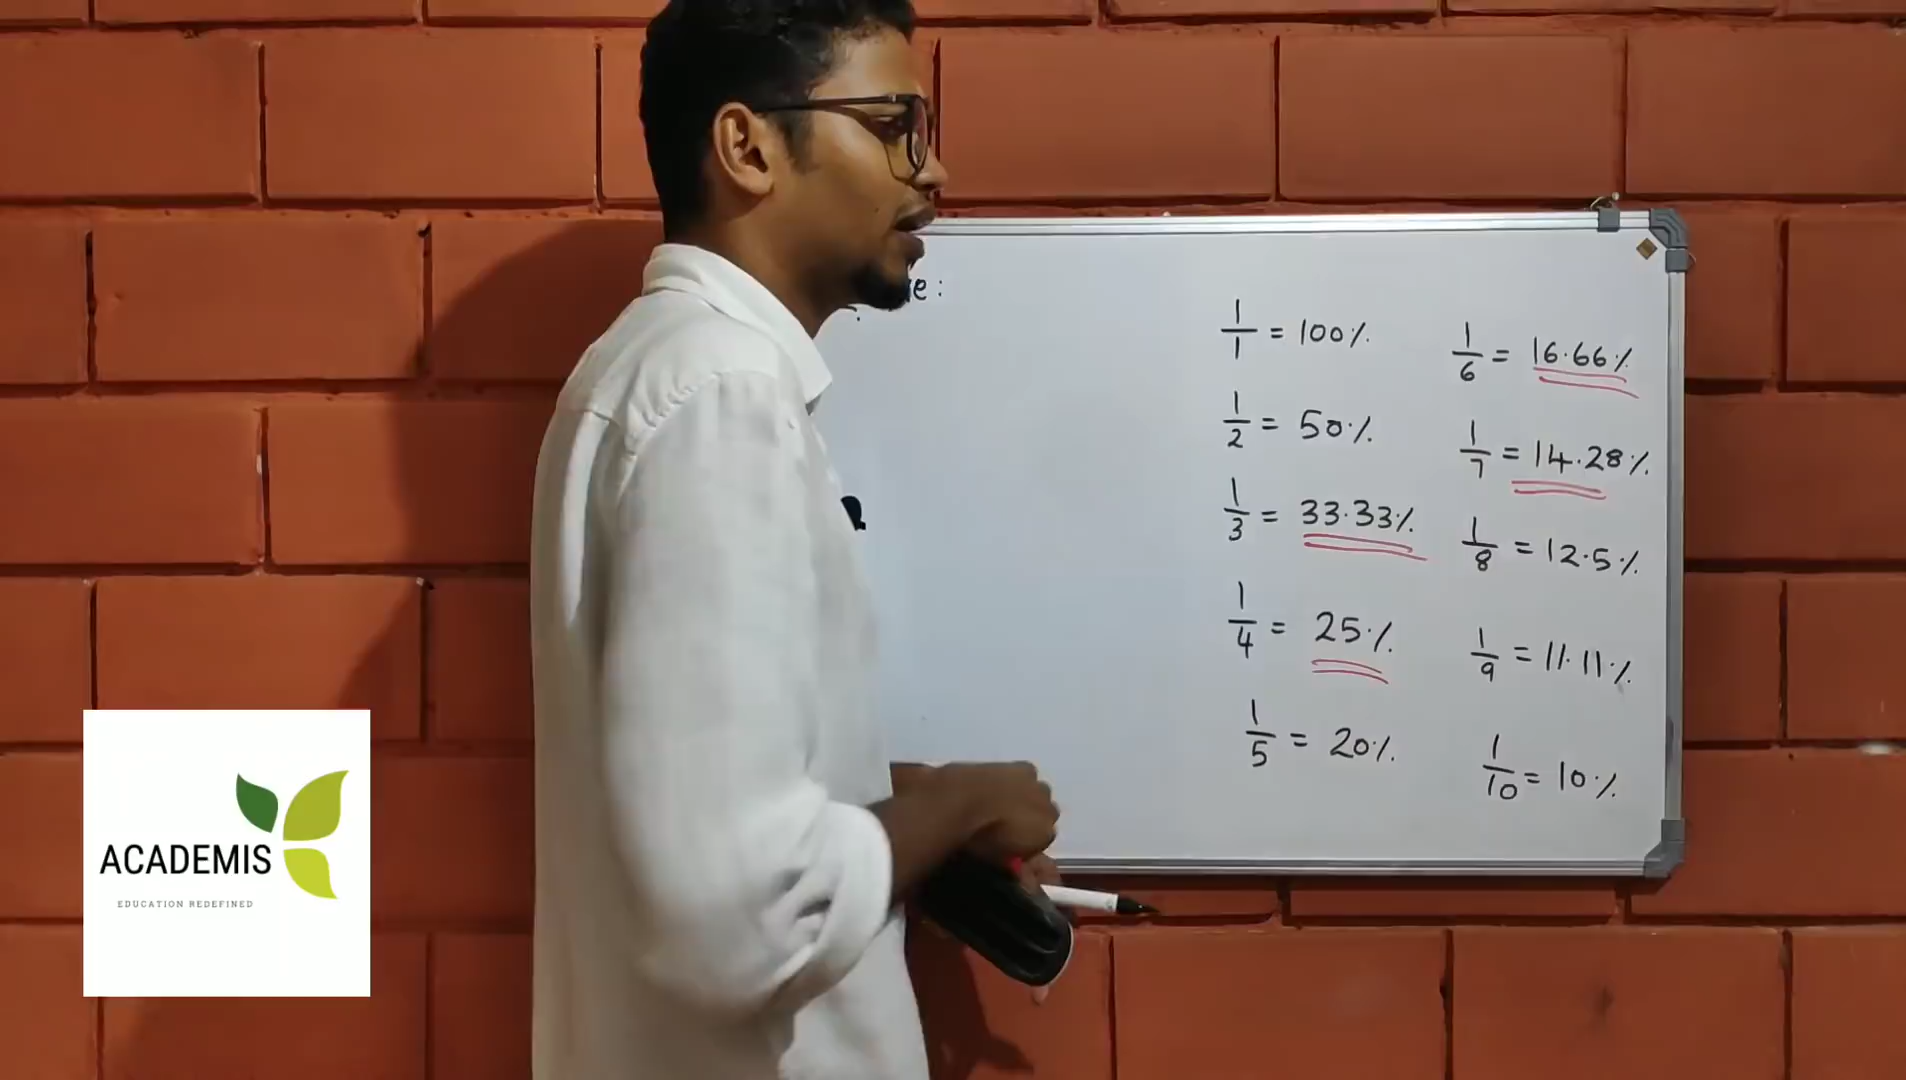 1/1 = 100%
1/2 = 50%
1/3 = 33.33%
1/4 = 25%
1/5 = 20%
1/6 = 16.66%
1/7 = 14.28%
1/8 = 12.5%
1/9 = 11.11%
1/10 = 10%
ACADEMIS
EDUCATION REDEFINED